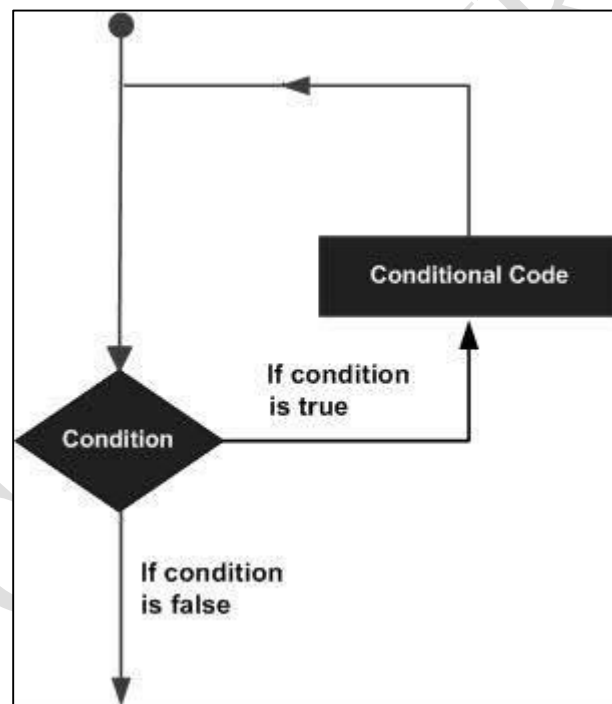 Conditional Code
If condition
is true
Condition
If condition
is false